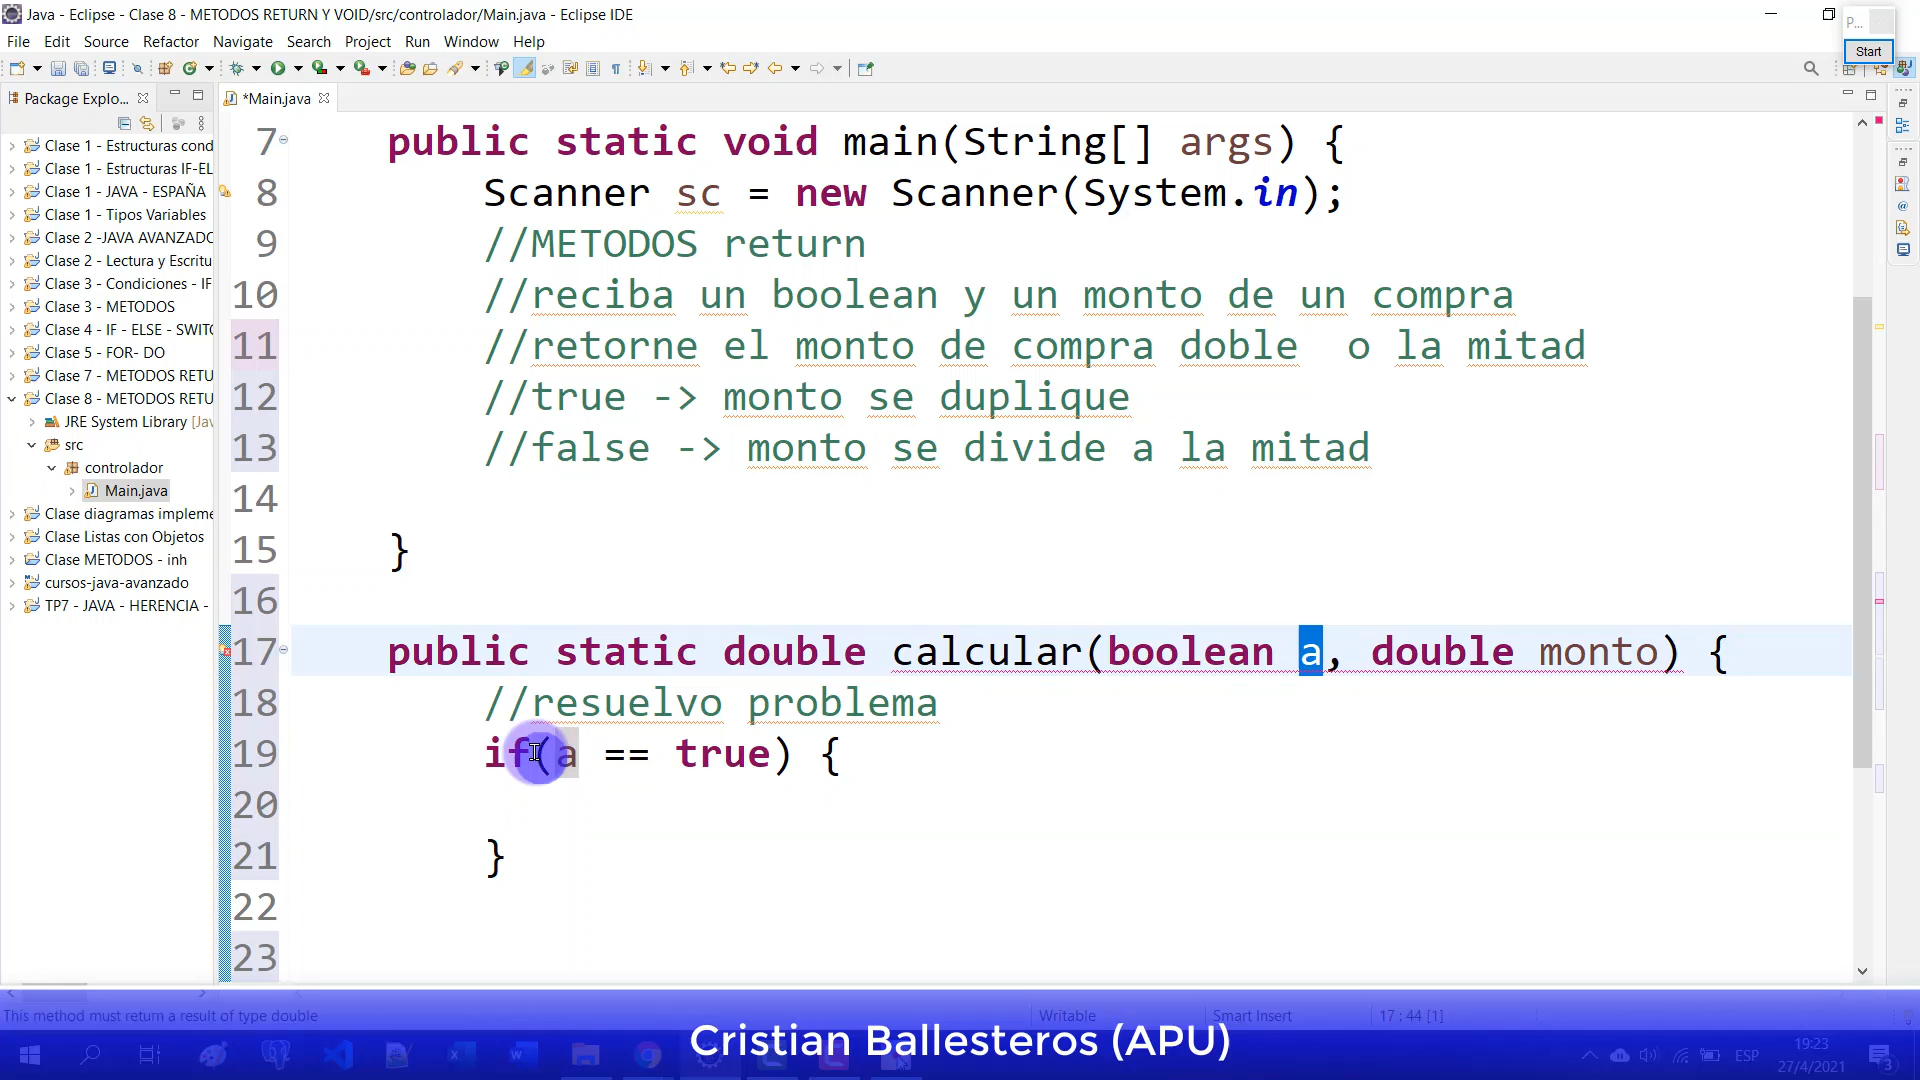 Java - Eclipse - Clase 8 - METODOS RETURN Y VOID/src/controlador/Main.java - Eclipse IDE
P...
Start
File Edit Source Refactor Navigate Search Project Run Window Help
Package Explo...
*Main.java
Clase 1 - Estructuras cond
Clase 1 - Estructuras IF-EL
Clase 1 - JAVA - ESPAÑA
Clase 1 - Tipos Variables
Clase 2 -JAVA AVANZADO
Clase 2 - Lectura y Escritu
Clase 3 - Condiciones - IF
Clase 3 - METODOS
Clase 4 - IF - ELSE - SWITC
Clase 5 - FOR- DO
Clase 7 - METODOS RETU
Clase 8 - METODOS RETU
JRE System Library [Jav
src
controlador
Main.java
Clase diagramas impleme
Clase Listas con Objetos
Clase METODOS - inh
cursos-java-avanzado
TP7 - JAVA - HERENCIA -
7 public static void main(String[] args) {
8 Scanner sc = new Scanner(System.in);
9 //METODOS return
10 //reciba un boolean y un monto de un compra
11 //retorne el monto de compra doble  o la mitad
12 //true -> monto se duplique
13 //false -> monto se divide a la mitad
14
15 }
16
17 public static double calcular(boolean a, double monto) {
18 //resuelvo problema
19 if(a == true) {
20
21 }
22
23
This method must return a result of type double
Writable
Smart Insert
17 : 44 [1]
Cristian Ballesteros (APU)
ESP
19:23
27/4/2021
3